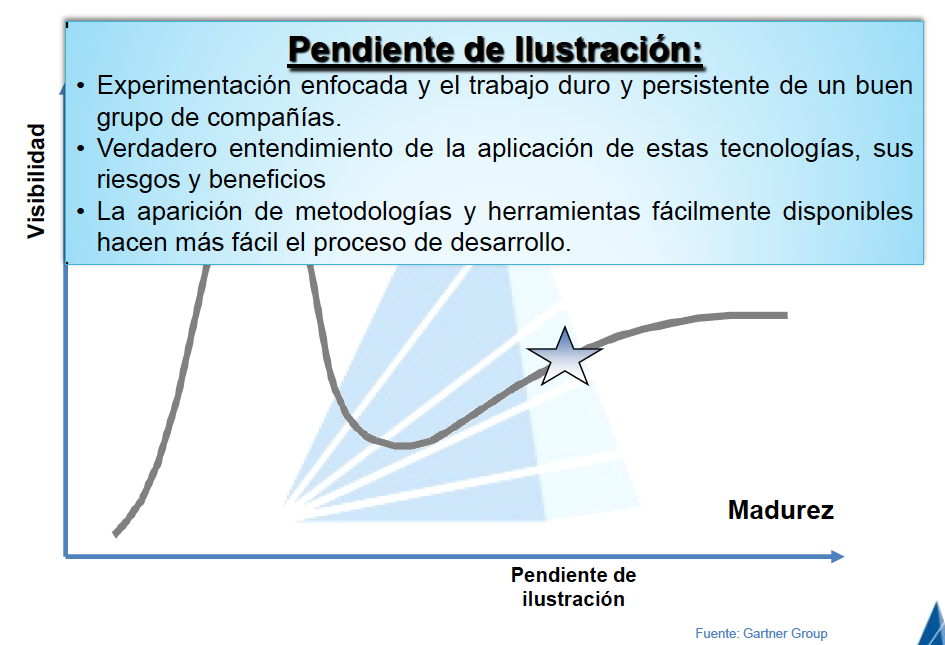 Pendiente de Ilustración:
• Experimentación enfocada y el trabajo duro y persistente de un buen
grupo de compañías.
• Verdadero entendimiento de la aplicación de estas tecnologías, sus
riesgos y beneficios
• La aparición de metodologías y herramientas fácilmente disponibles
hacen más fácil el proceso de desarrollo.
Visibilidad
Madurez
Pendiente de
ilustración
Fuente: Gartner Group